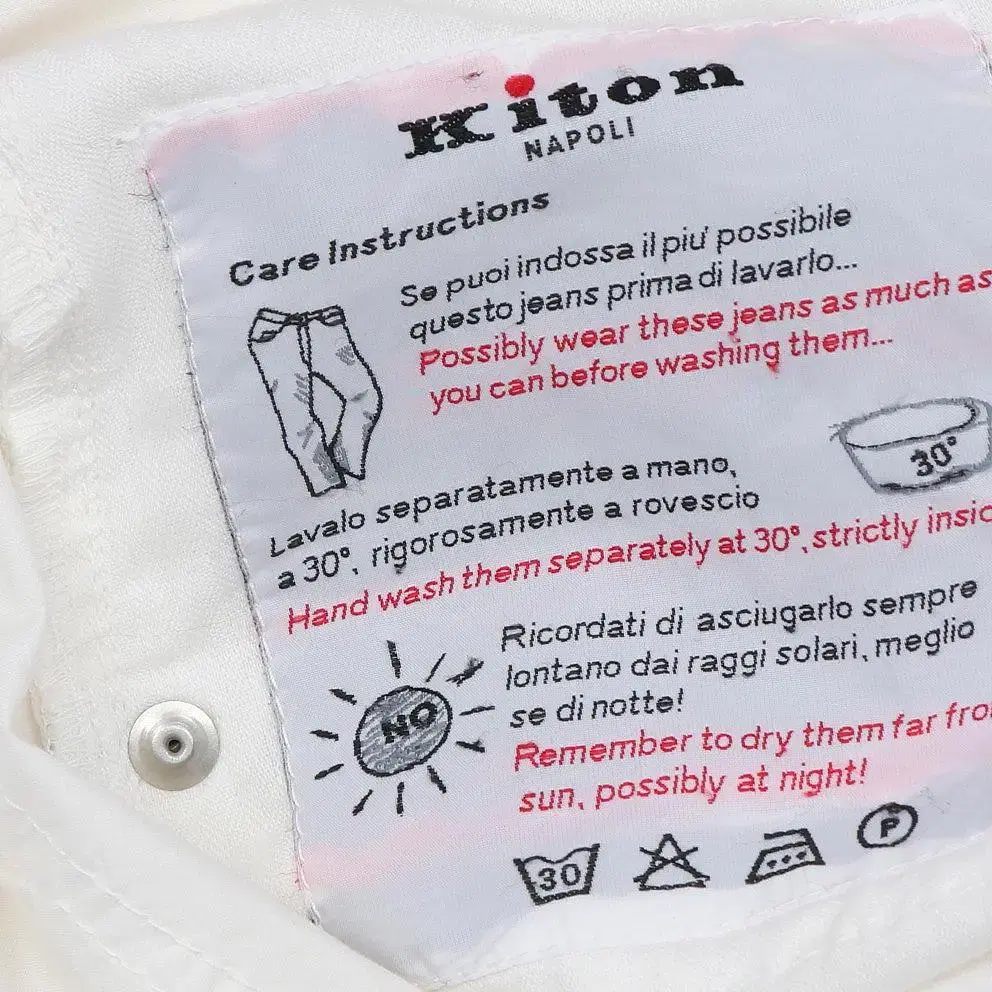 Kiton
NAPOLI
Care Instructions
Se puoi indossa il piu' possibile
questo jeans prima di lavarlo...
Possibly wear these jeans as much as
you can before washing them...
30°
Lavalo separatamente a mano,
a 30°, rigorosamente a rovescio
Hand wash them separately at 30°, strictly
Ricordati di asciugarlo sempre
lontano dai raggi solari, meglio
se di notte!
NO
Remember to dry them far
sun, possibly at night!
30
P